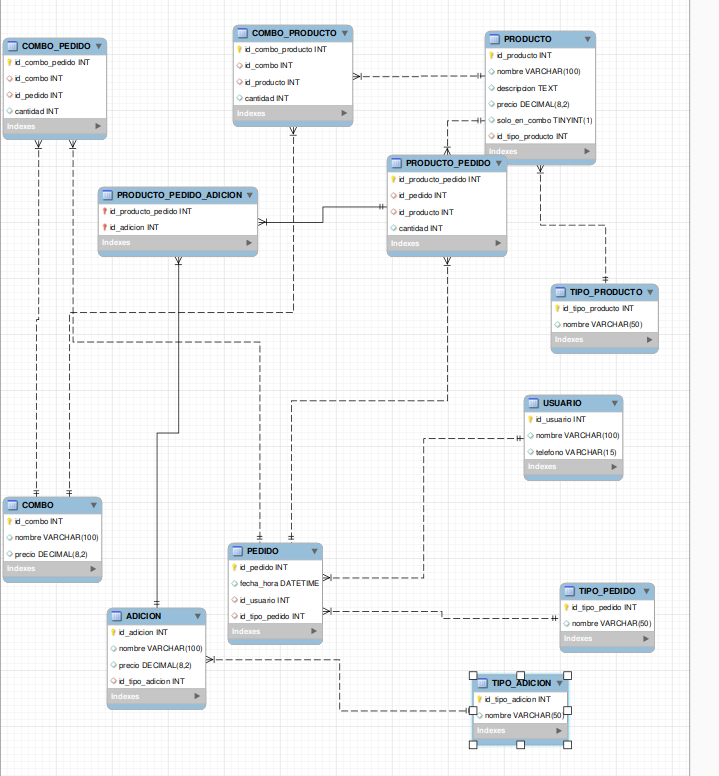 COMBO_PEDIDO
id_combo_pedido INT
id_combo INT
id_pedido INT
cantidad INT
Indexes
COMBO_PRODUCTO
id_combo_producto INT
id_combo INT
id_producto INT
cantidad INT
Indexes
PRODUCTO
id_producto INT
nombre VARCHAR(100)
descripcion TEXT
precio DECIMAL(8,2)
solo_en_combo TINYINT(1)
id_tipo_producto INT
Indexes
PRODUCTO_PEDIDO_ADICION
id_producto_pedido INT
id_adicion INT
Indexes
PRODUCTO_PEDIDO
id_producto_pedido INT
id_pedido INT
id_producto INT
cantidad INT
Indexes
TIPO_PRODUCTO
id_tipo_producto INT
nombre VARCHAR(50)
Indexes
USUARIO
id_usuario INT
nombre VARCHAR(100)
telefono VARCHAR(15)
Indexes
COMBO
id_combo INT
nombre VARCHAR(100)
precio DECIMAL(8,2)
Indexes
PEDIDO
id_pedido INT
fecha_hora DATETIME
id_usuario INT
id_tipo_pedido INT
Indexes
TIPO_PEDIDO
id_tipo_pedido INT
nombre VARCHAR(50)
Indexes
ADICION
id_adicion INT
nombre VARCHAR(100)
precio DECIMAL(8,2)
id_tipo_adicion INT
Indexes
TIPO_ADICION
id_tipo_adicion INT
nombre VARCHAR(50)
Indexes